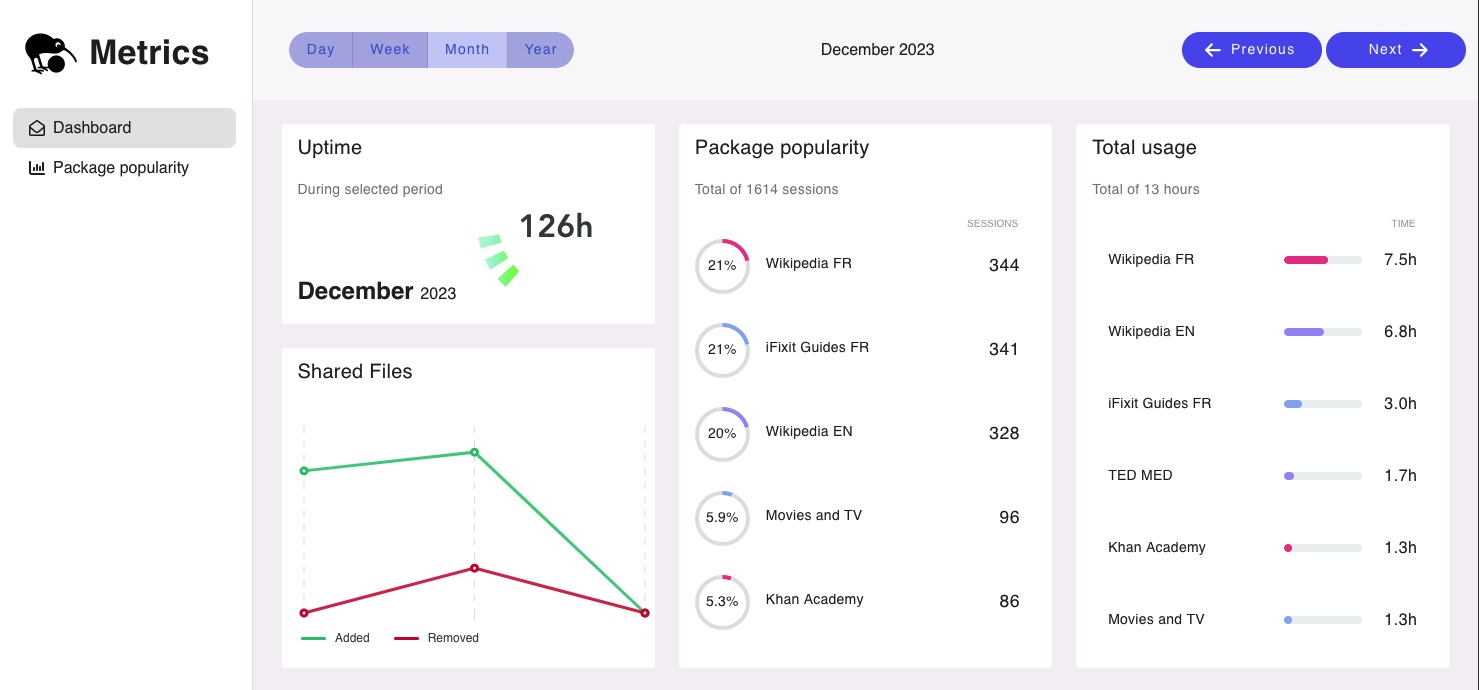 Metrics
Dashboard
Package popularity
Day Week Month Year
December 2023
Previous
Next
Uptime
During selected period
126h
December 2023
Shared Files
Added Removed
Package popularity
Total of 1614 sessions
SESSIONS
21% Wikipedia FR 344
21% iFixit Guides FR 341
20% Wikipedia EN 328
5.9% Movies and TV 96
5.3% Khan Academy 86
Total usage
Total of 13 hours
TIME
Wikipedia FR 7.5h
Wikipedia EN 6.8h
iFixit Guides FR 3.0h
TED MED 1.7h
Khan Academy 1.3h
Movies and TV 1.3h